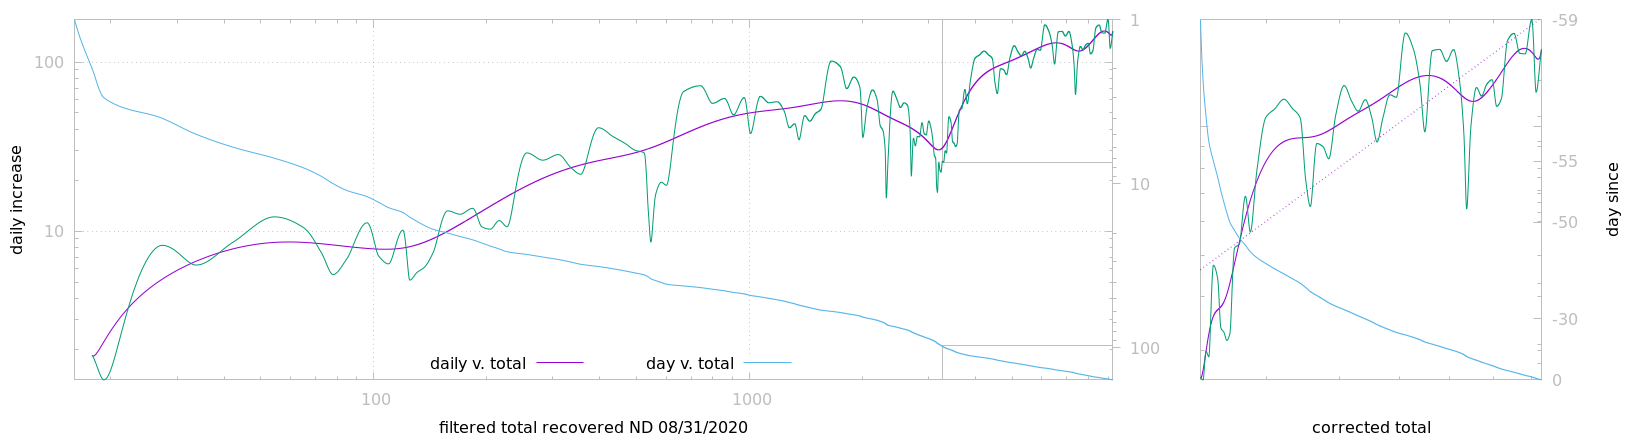 daily increase
100
10
daily v. total
day v. total
100
1000
1
10
100
filtered total recovered ND 08/31/2020
-59
-55
-50
-30
0
day since
corrected total